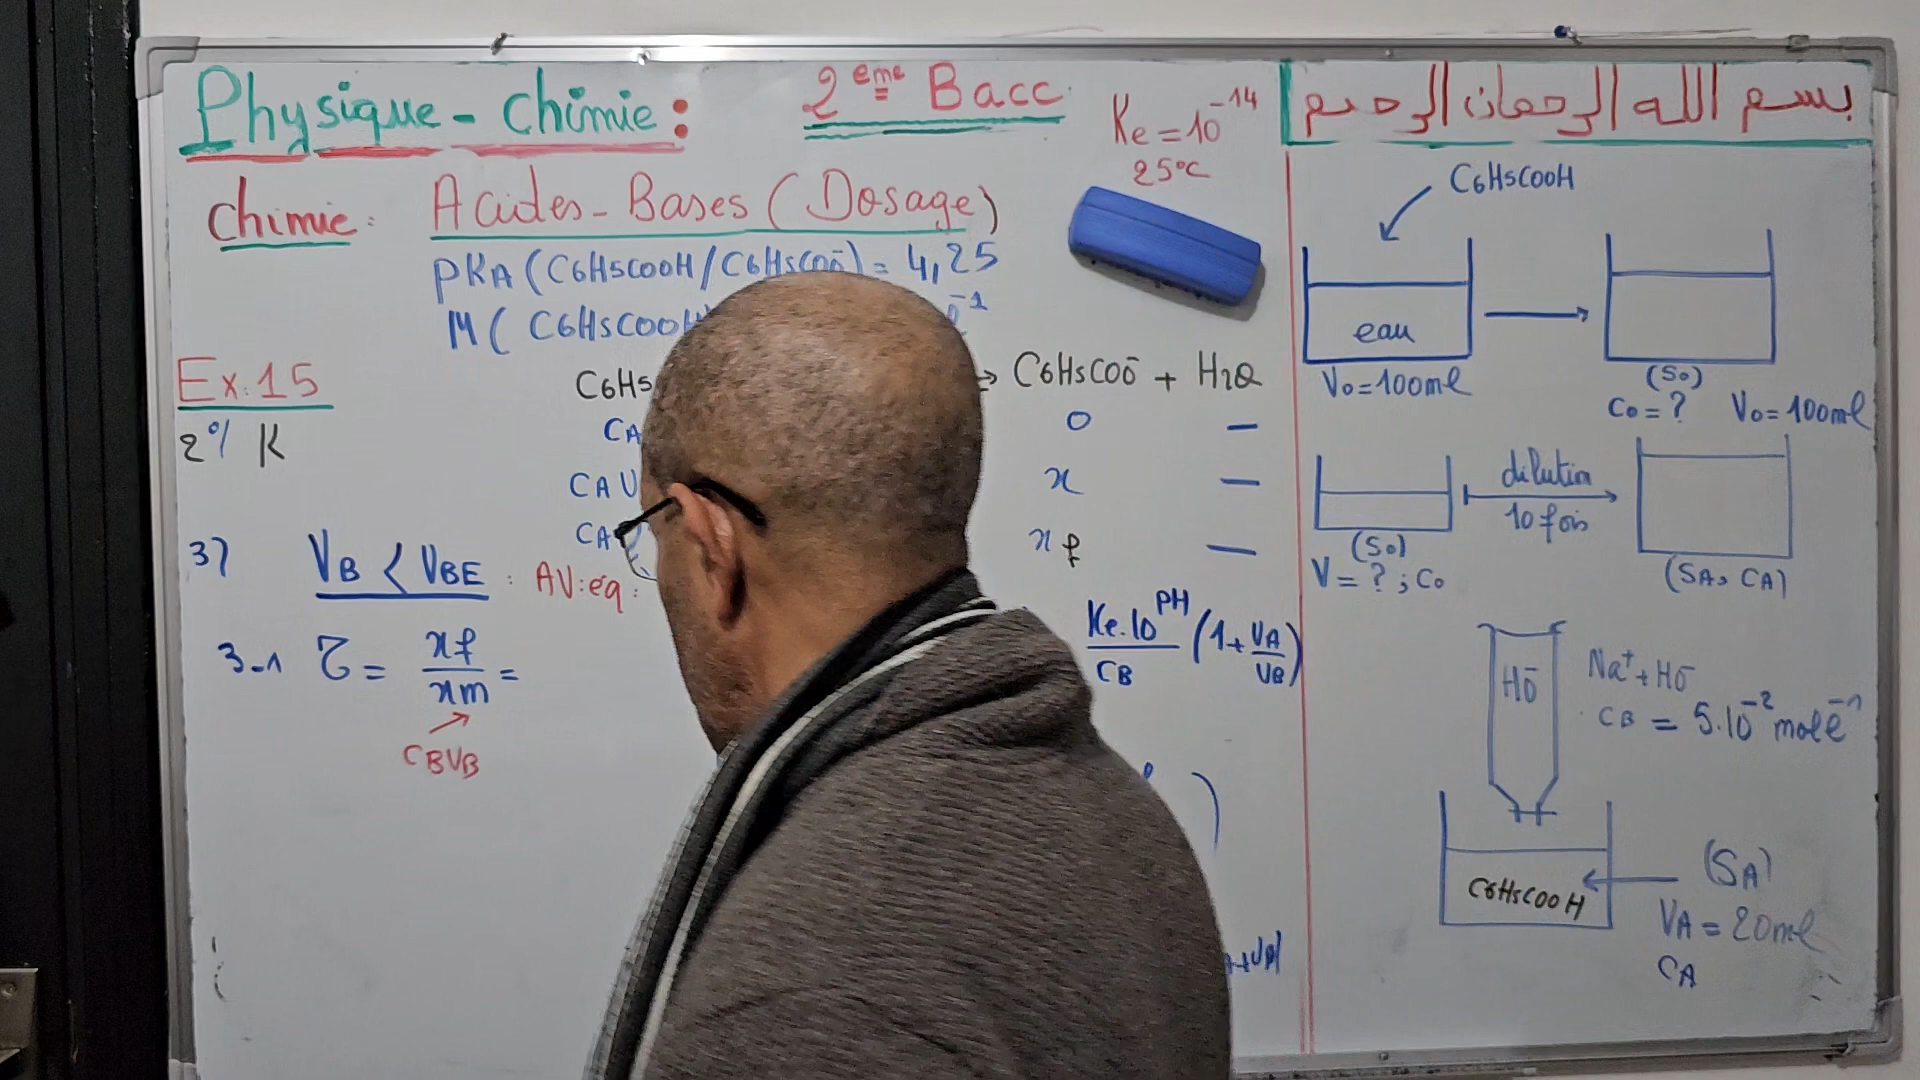 Physique - Chimie :
2ème Bacc
Ke = 10⁻¹⁴
25°C
بسم الله الرحمان الرحيم
Chimie : Acides - Bases (Dosage)
PKA (C6H5COOH/C6H5COO⁻) = 4,25
M ( C6H5COOH
⁻¹
Ex. 15
C6H5
→ C6H5COO⁻ + H2O
2°/ K
CA
0 —
CAV
x —
CA
xf —
3) VB < VBE : AV:éq :
3-1 τ = xf/xm =
CBVB
Ke.10^PH/CB (1+VA/VB)
C6H5COOH
eau
V0 = 100ml
(S0)
C0 = ? V0 = 100ml
dilution
10 fois
(S0)
V = ? ; C0
(SA, CA)
HO⁻
Na⁺ + HO⁻
CB = 5.10⁻² mol ℓ⁻¹
C6H5COOH
(SA)
VA = 20ml
CA